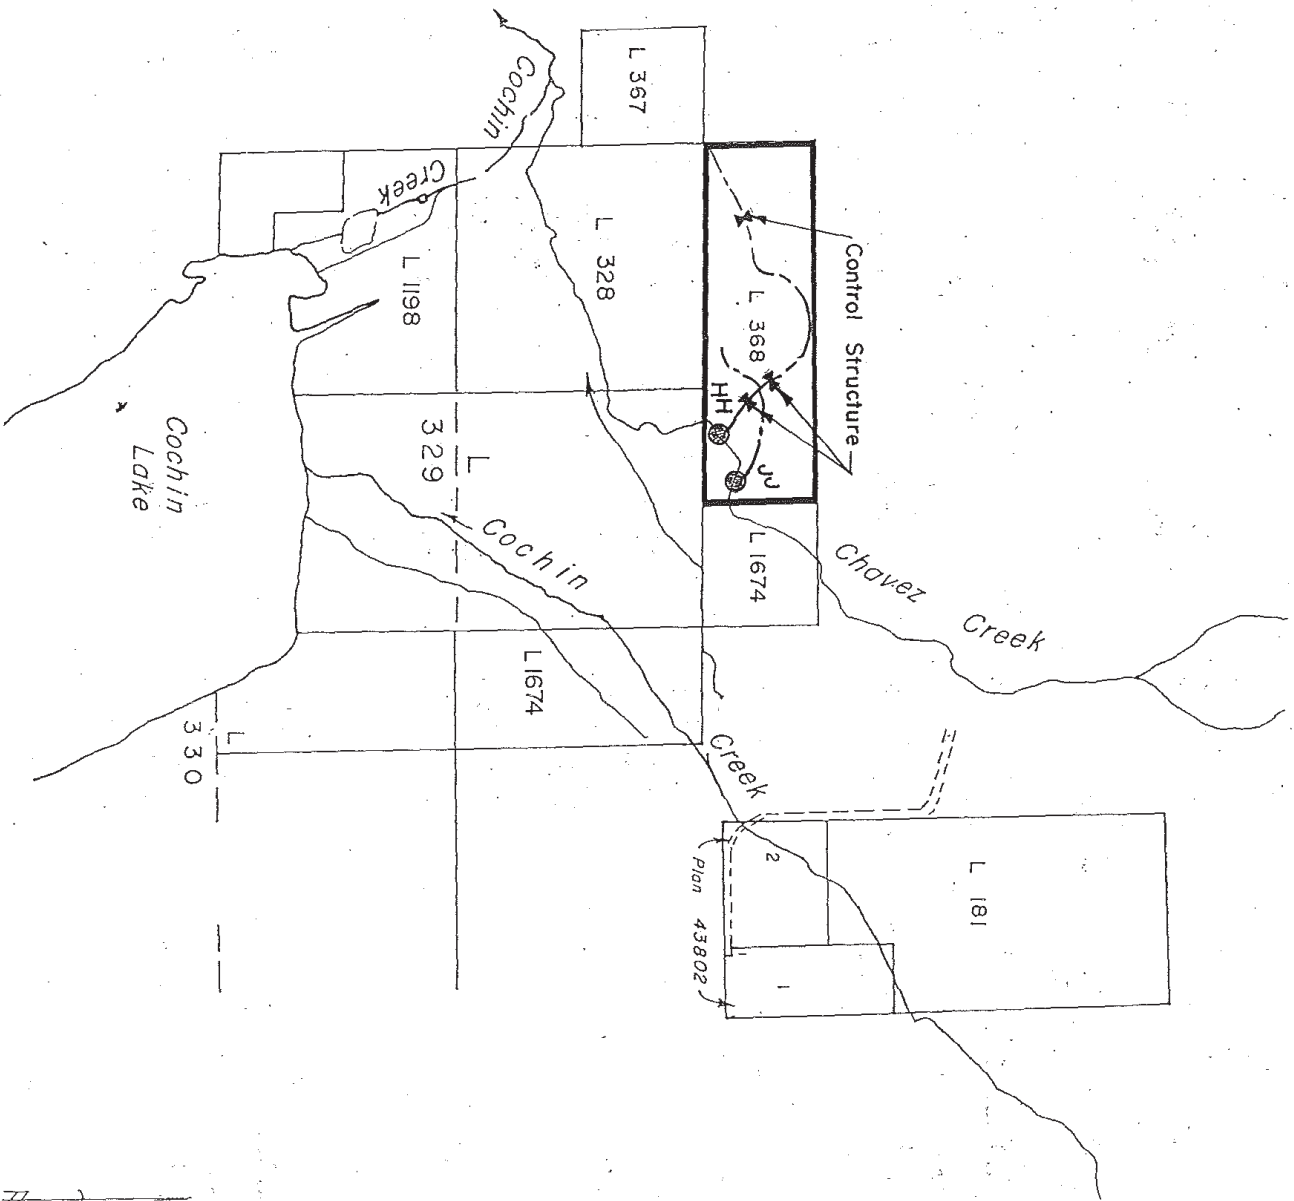 L 367
Cochin
Creek
L 328
L 1198
Control Structure
L 368
HH
JJ
L
329
Cochin
Lake
Cochin
Creek
L 1674
Chavez
Creek
L 1674
L
330
2
1
L 181
Plan 43802